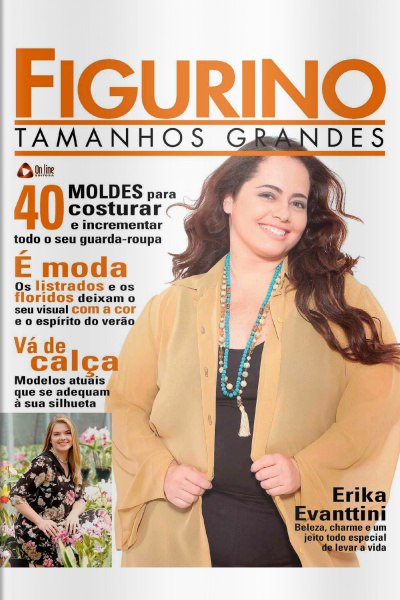 FIGURINO
TAMANHOS GRANDES
On line
EDITORA
40 MOLDES para
costurar
e incrementar
todo o seu guarda-roupa
É moda
Os listrados e os
floridos deixam o
seu visual com a cor
e o espírito do verão
Vá de
calça
Modelos atuais
que se adequam
à sua silhueta
Erika
Evanttini
Beleza, charme e um
jeito todo especial
de levar a vida